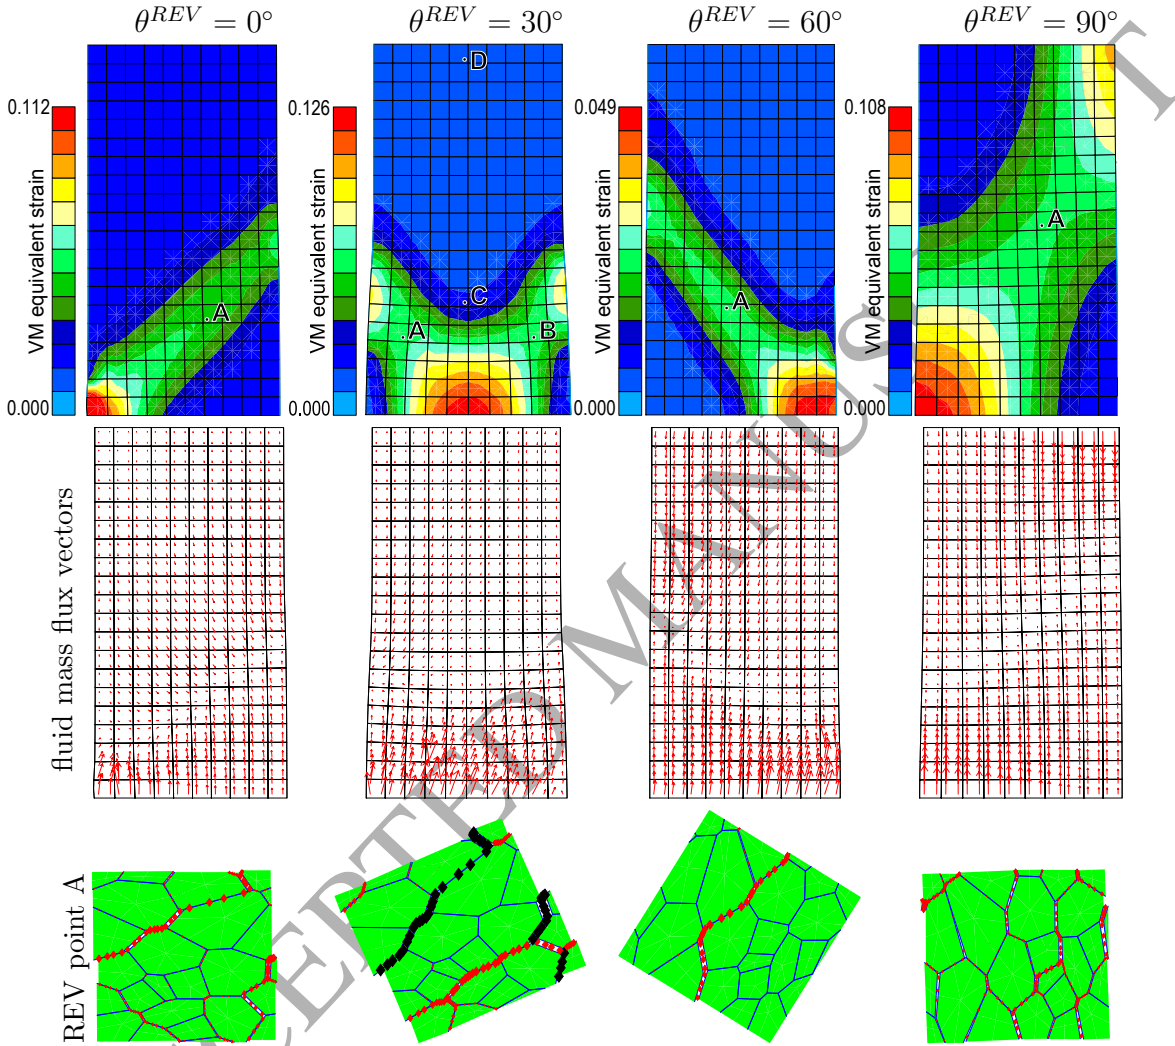 θ^REV = 0°
θ^REV = 30°
θ^REV = 60°
θ^REV = 90°
0.112
VM equivalent strain
0.000
A
0.126
VM equivalent strain
0.000
D
C
A
B
0.049
VM equivalent strain
0.000
A
0.108
VM equivalent strain
0.000
A
fluid mass flux vectors
REV point A
CEPTED MANUS T